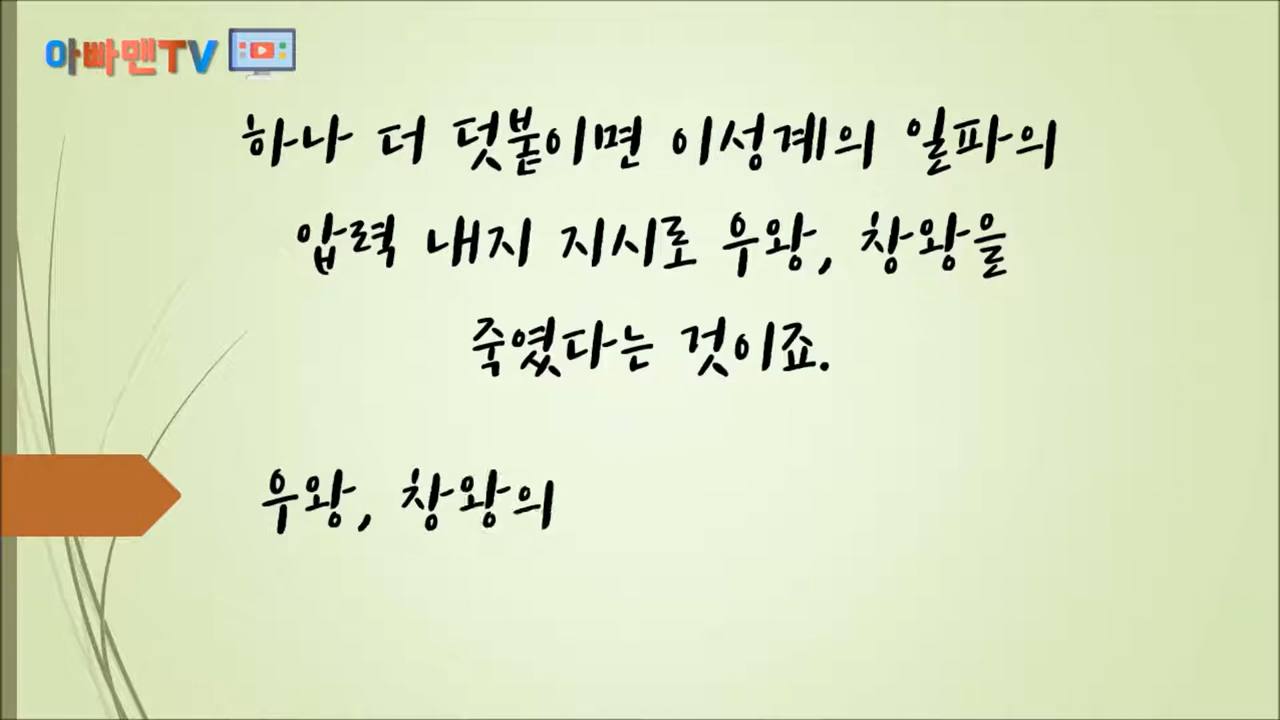 아빠맨TV
하나 더 덧붙이면 이성계의 일파의
압력 내지 지시로 우왕, 창왕을
죽였다는 것이죠.
우왕, 창왕의